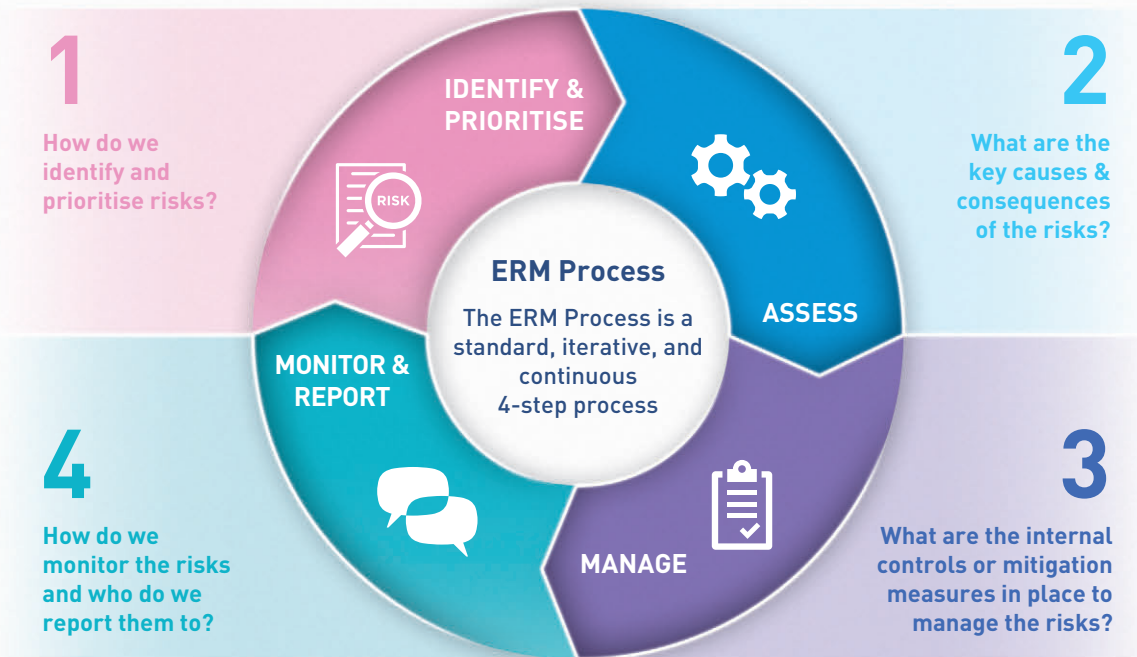 1
How do we
identify and
prioritise risks?
IDENTIFY &
PRIORITISE
RISK
2
What are the
key causes &
consequences
of the risks?
ASSESS
ERM Process
The ERM Process is a
standard, iterative, and
continuous
4-step process
3
What are the internal
controls or mitigation
measures in place to
manage the risks?
MANAGE
4
How do we
monitor the risks
and who do we
report them to?
MONITOR &
REPORT